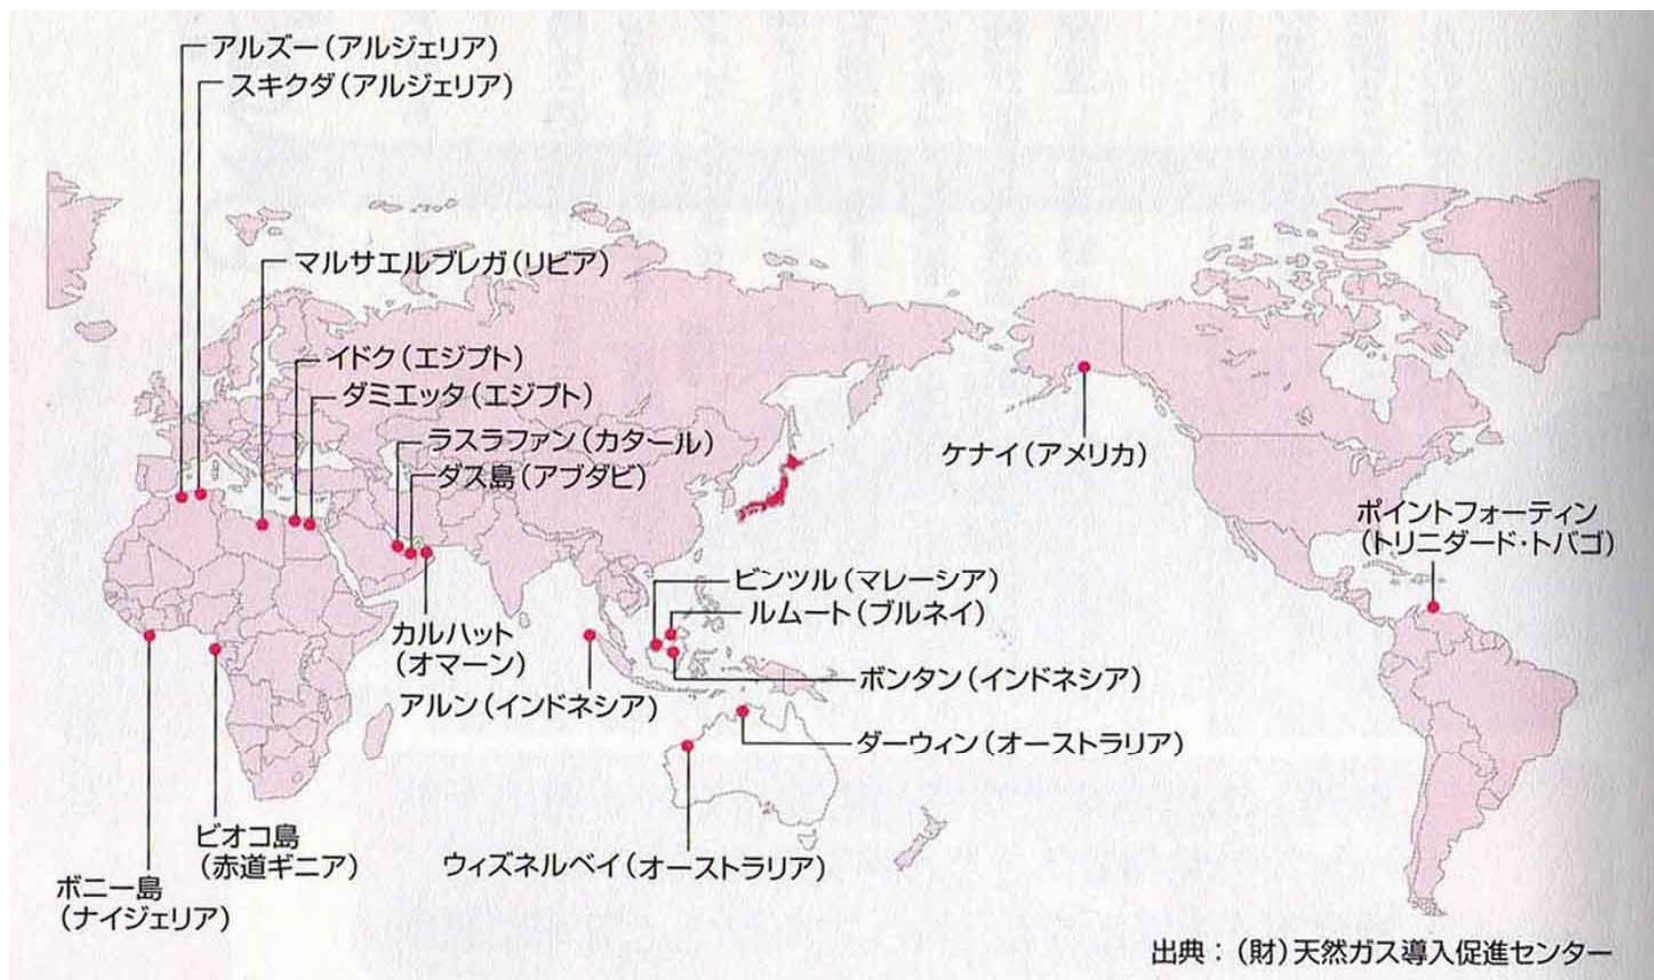 アルズー(アルジェリア)
スキクダ(アルジェリア)
マルサエルブレガ(リビア)
イドク(エジプト)
ダミエッタ(エジプト)
ラスラファン(カタール)
ダス島(アブダビ)
ケナイ(アメリカ)
ポイントフォーティン
(トリニダード・トバゴ)
ビンツル(マレーシア)
ルムート(ブルネイ)
カルハット
(オマーン)
ボンタン(インドネシア)
アルン(インドネシア)
ダーウィン(オーストラリア)
ビオコ島
(赤道ギニア)
ウィズネルベイ(オーストラリア)
ボニー島
(ナイジェリア)
出典:(財)天然ガス導入促進センター